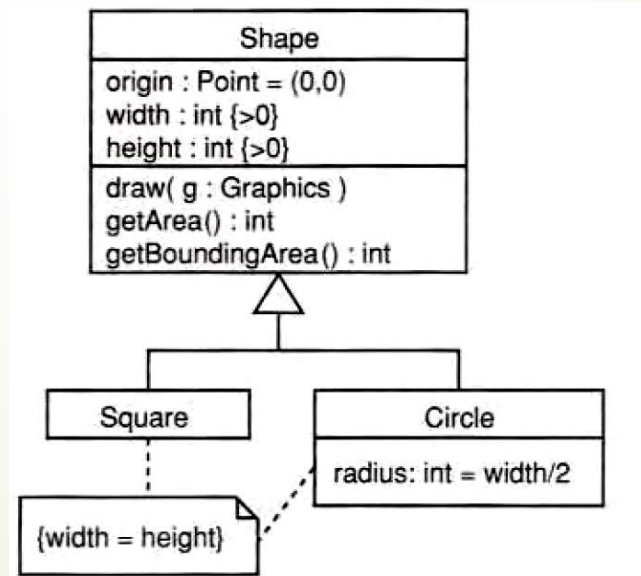 Shape
origin : Point = (0,0)
width : int {>0}
height : int {>0}
draw( g : Graphics )
getArea() : int
getBoundingArea() : int
Square
Circle
radius: int = width/2
{width = height}